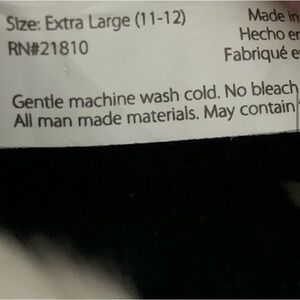 Size: Extra Large (11-12)
RN#21810
Made in
Hecho en
Fabriqué e
Gentle machine wash cold. No bleach
All man made materials. May contain